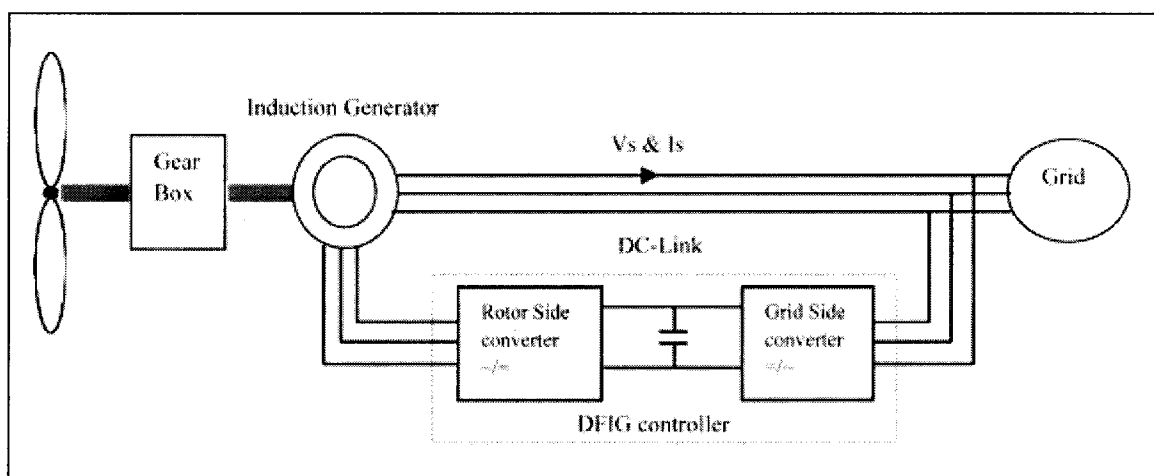 Induction Generator
Vs & Is
Gear
Box
Grid
DC-Link
Rotor Side
converter
~/=
Grid Side
converter
=/~
DFIG controller